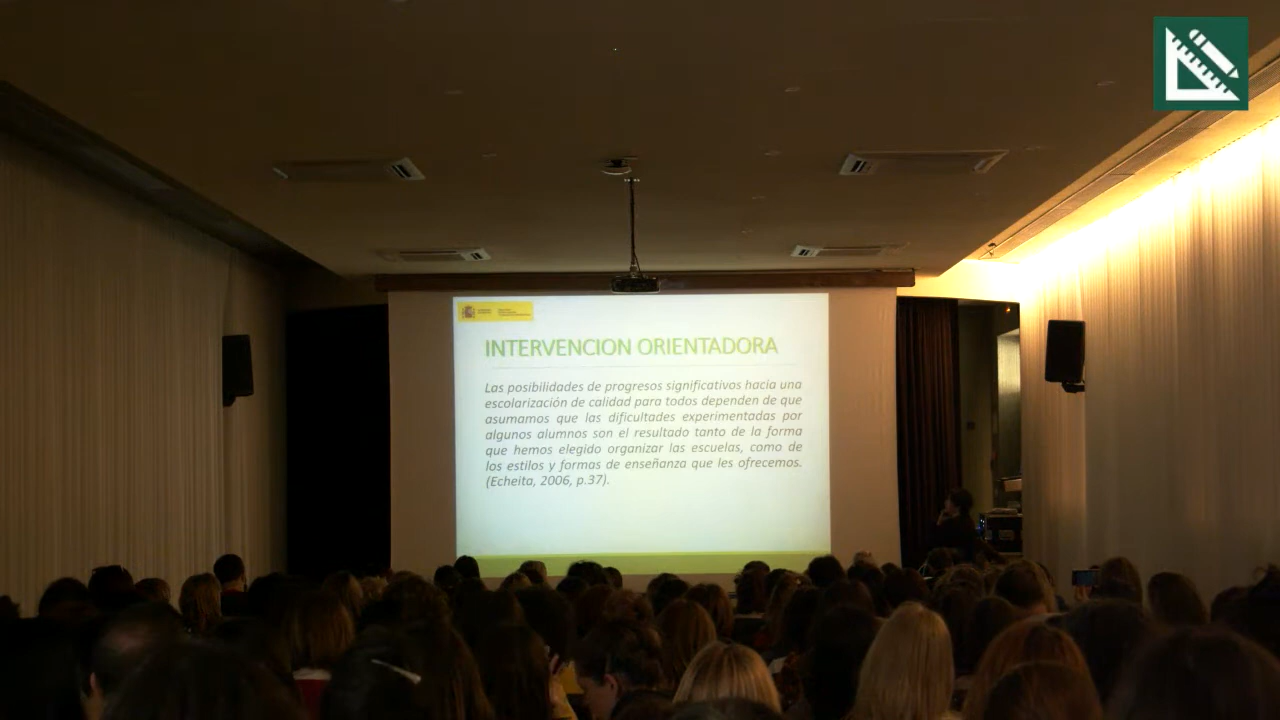 INTERVENCION ORIENTADORA
Las posibilidades de progresos significativos hacia una
escolarización de calidad para todos dependen de que
asumamos que las dificultades experimentadas por
algunos alumnos son el resultado tanto de la forma
que hemos elegido organizar las escuelas, como de
los estilos y formas de enseñanza que les ofrecemos.
(Echeita, 2006, p.37).